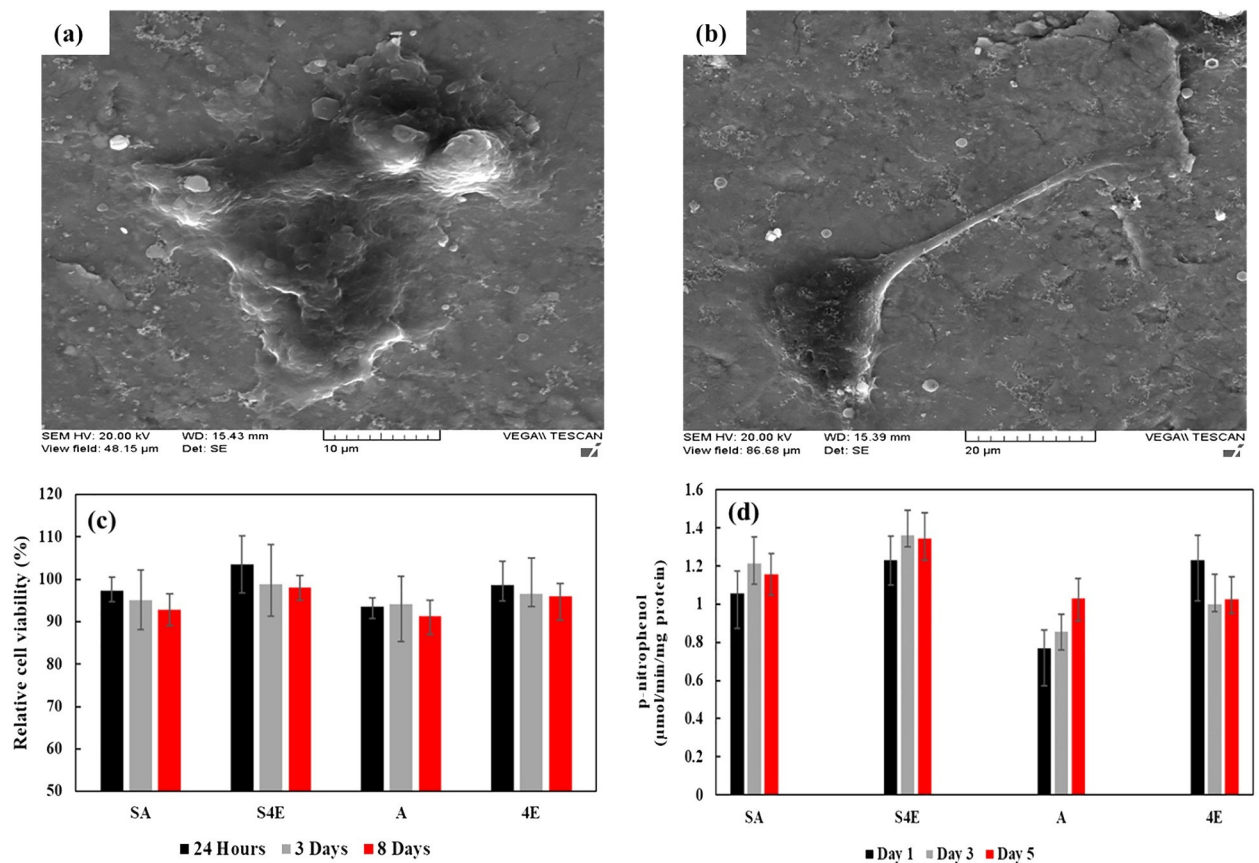 (a)
SEM HV: 20.00 kV WD: 15.43 mm VEGA\\ TESCAN
View field: 48.15 µm Det: SE 10 µm
(b)
SEM HV: 20.00 kV WD: 15.39 mm VEGA\\ TESCAN
View field: 86.68 µm Det: SE 20 µm
(c)
Relative cell viability (%)
120
110
100
90
80
70
60
50
SA S4E A 4E
24 Hours 3 Days 8 Days
(d)
p-nitrophenol
(µmol/min/mg protein)
1.6
1.4
1.2
1
0.8
0.6
0.4
0.2
0
SA S4E A 4E
Day 1 Day 3 Day 5